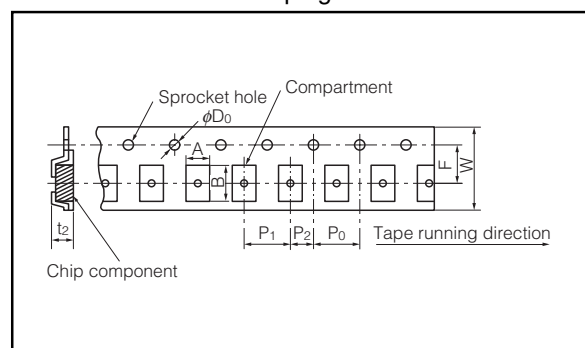 Sprocket hole
Compartment
ϕD0
A
B
F
W
t2
P1
P2
P0
Tape running direction
Chip component